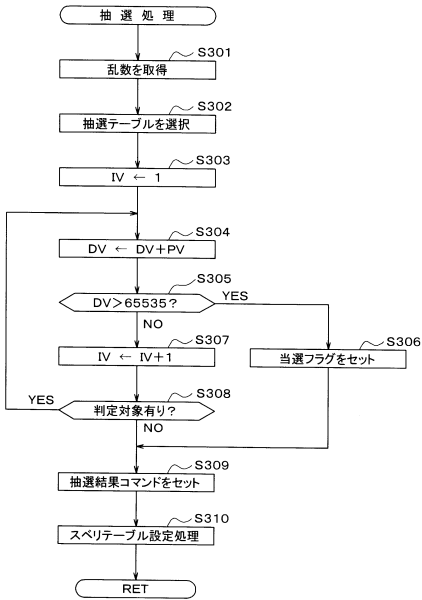 抽選処理
S301
乱数を取得
S302
抽選テーブルを選択
S303
IV ← 1
S304
DV ← DV+PV
S305
DV>65535?
YES
NO
S307
IV ← IV+1
S306
当選フラグをセット
S308
YES
判定対象有り?
NO
S309
抽選結果コマンドをセット
S310
スベリテーブル設定処理
RET